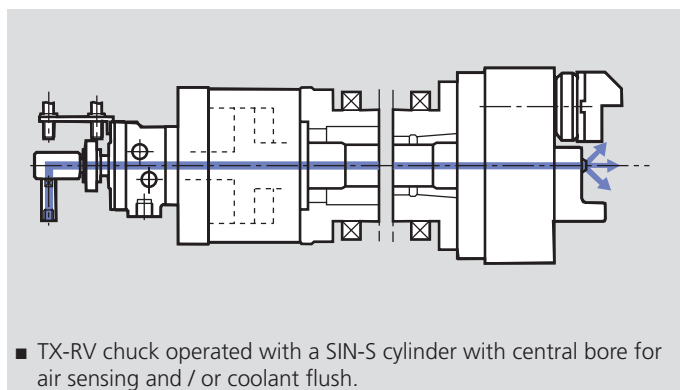 ■ TX-RV chuck operated with a SIN-S cylinder with central bore for
air sensing and / or coolant flush.